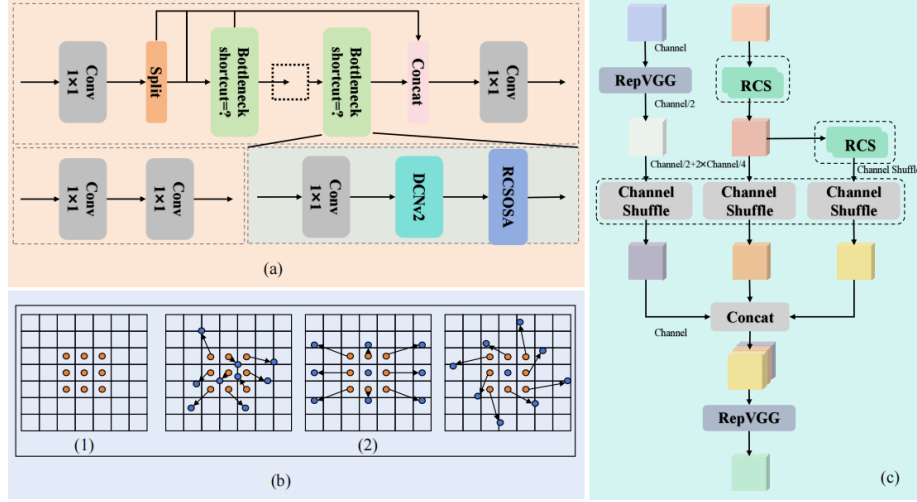 Conv
1×1
Split
Bottleneck
shortcut=?
Bottleneck
shortcut=?
Concat
Conv
1×1
Conv
1×1
Conv
1×1
Conv
1×1
DCNv2
RCSOSA
(a)
(1)
(2)
(b)
Channel
RepVGG
RCS
Channel/2
RCS
Channel/2+2×Channel/4
Channel Shuffle
Channel
Shuffle
Channel
Shuffle
Channel
Shuffle
Concat
Channel
RepVGG
(c)